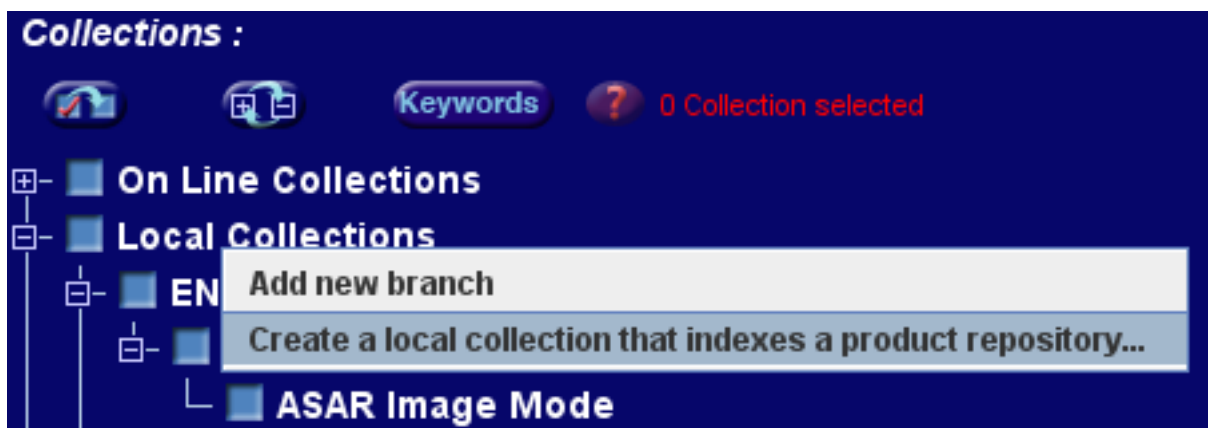 Collections :
Keywords ? 0 Collection selected
On Line Collections
Local Collections
Add new branch
EN
Create a local collection that indexes a product repository...
ASAR Image Mode